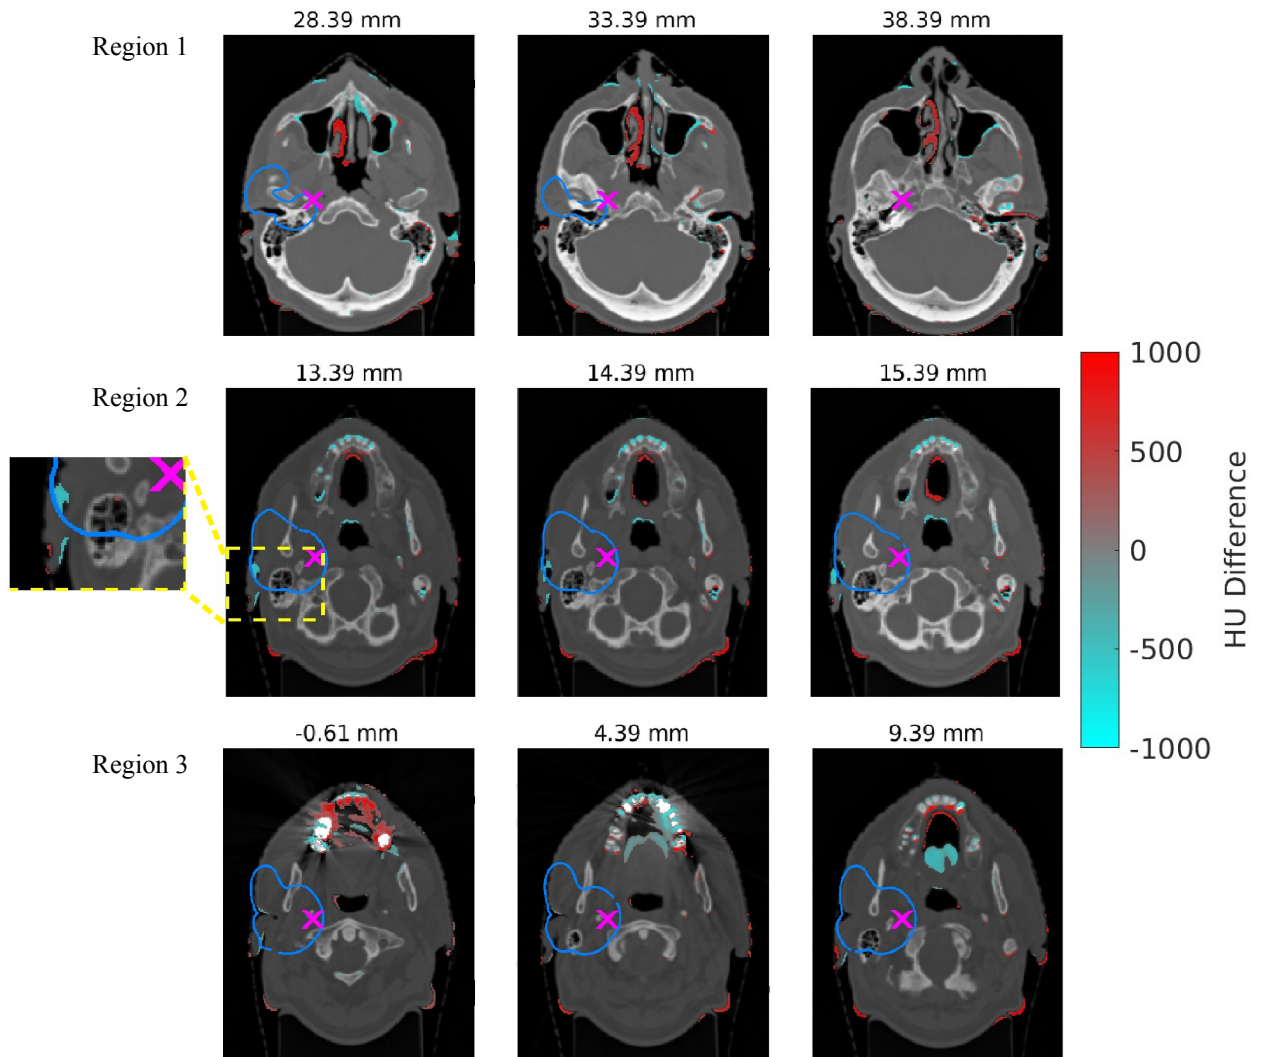 28.39 mm
33.39 mm
38.39 mm
Region 1
13.39 mm
14.39 mm
15.39 mm
Region 2
1000
500
0
-500
-1000
HU Difference
-0.61 mm
4.39 mm
9.39 mm
Region 3